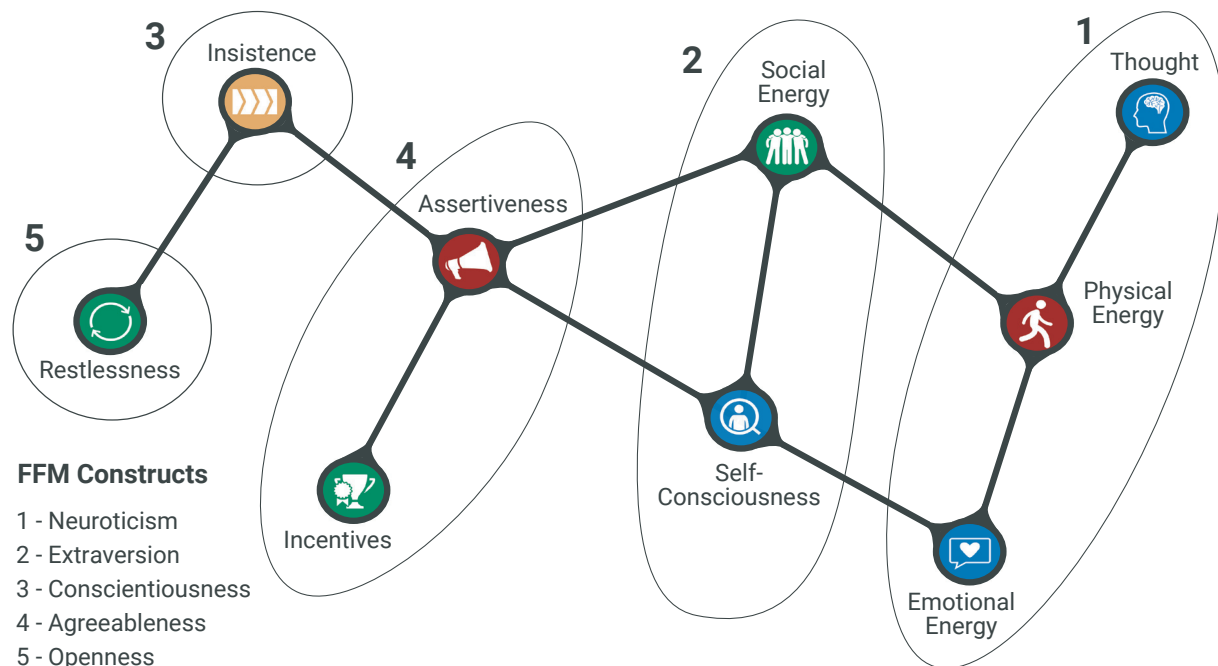 3
Insistence
4
Assertiveness
5
Restlessness
Incentives
2
Social
Energy
Self-
Consciousness
1
Thought
Physical
Energy
Emotional
Energy
FFM Constructs
1 - Neuroticism
2 - Extraversion
3 - Conscientiousness
4 - Agreeableness
5 - Openness